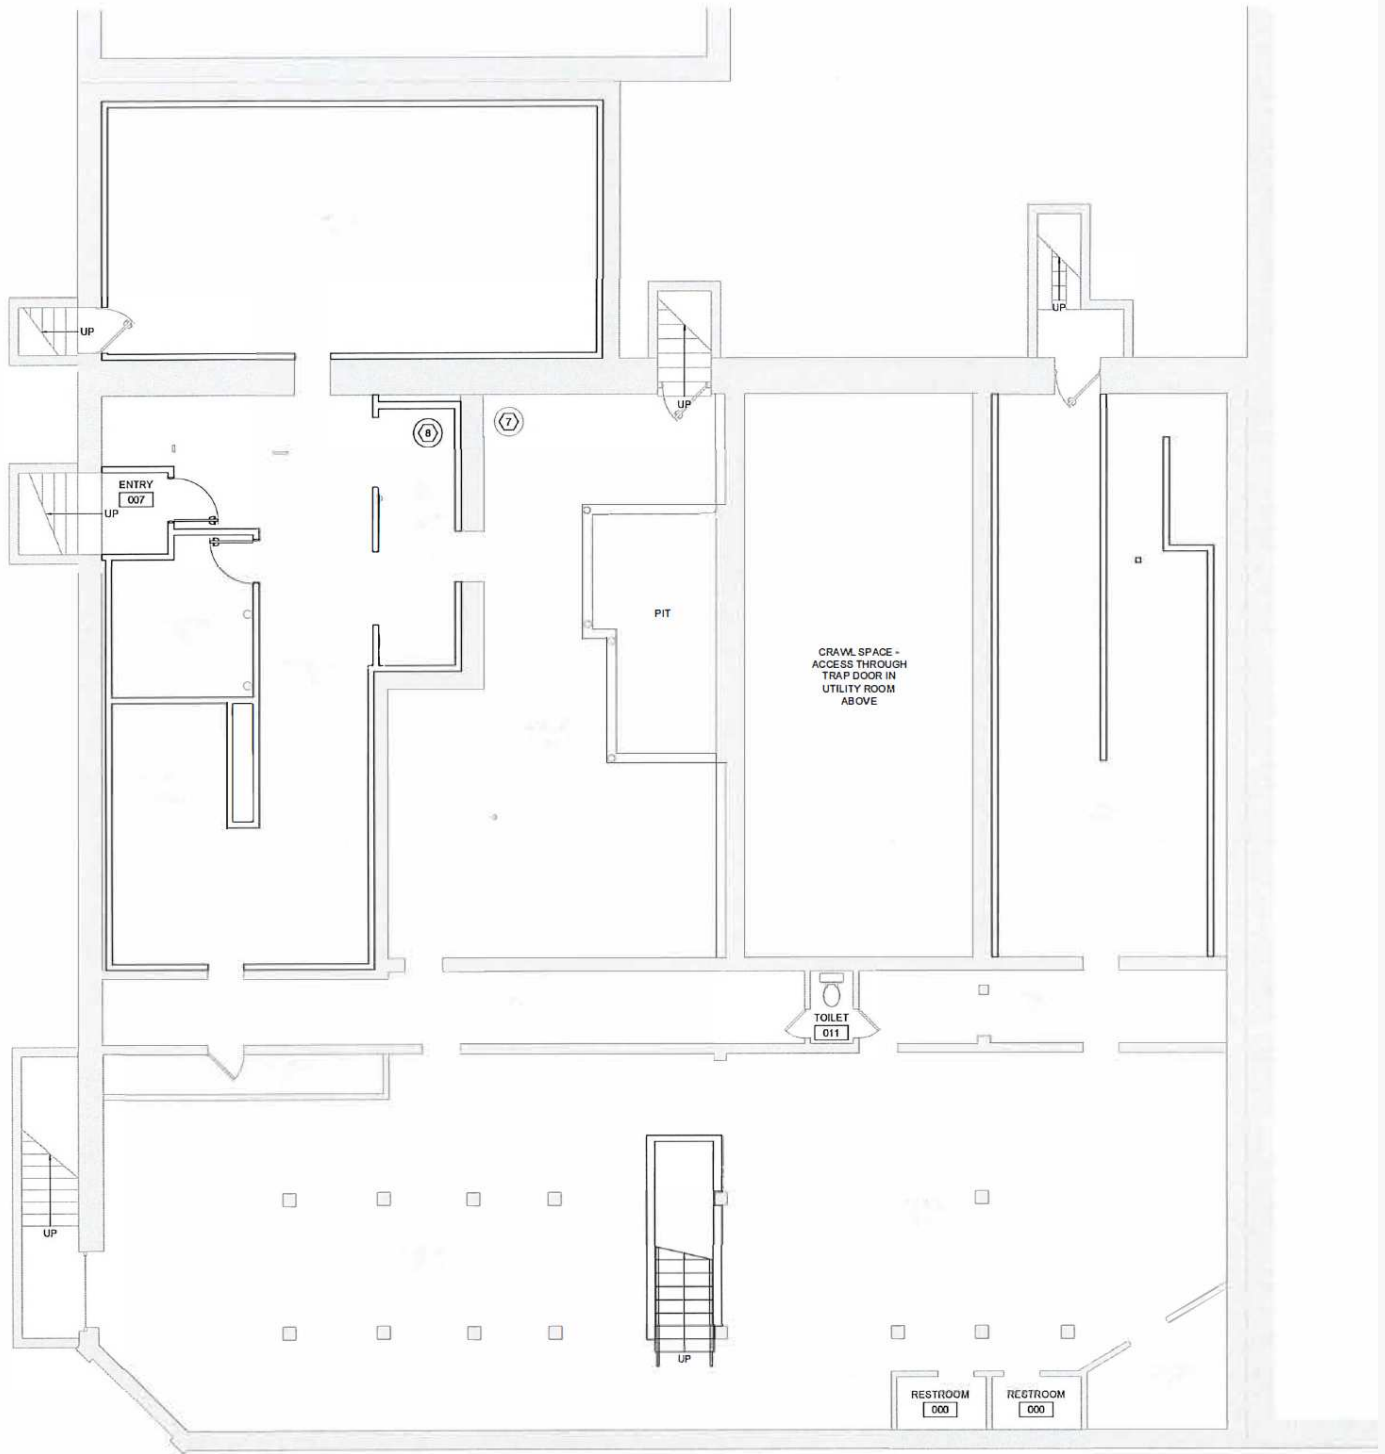 UP
UP
UP
UP
8
7
ENTRY
007
UP
PIT
CRAWL SPACE -
ACCESS THROUGH
TRAP DOOR IN
UTILITY ROOM
ABOVE
TOILET
011
UP
UP
RESTROOM
000
RESTROOM
000